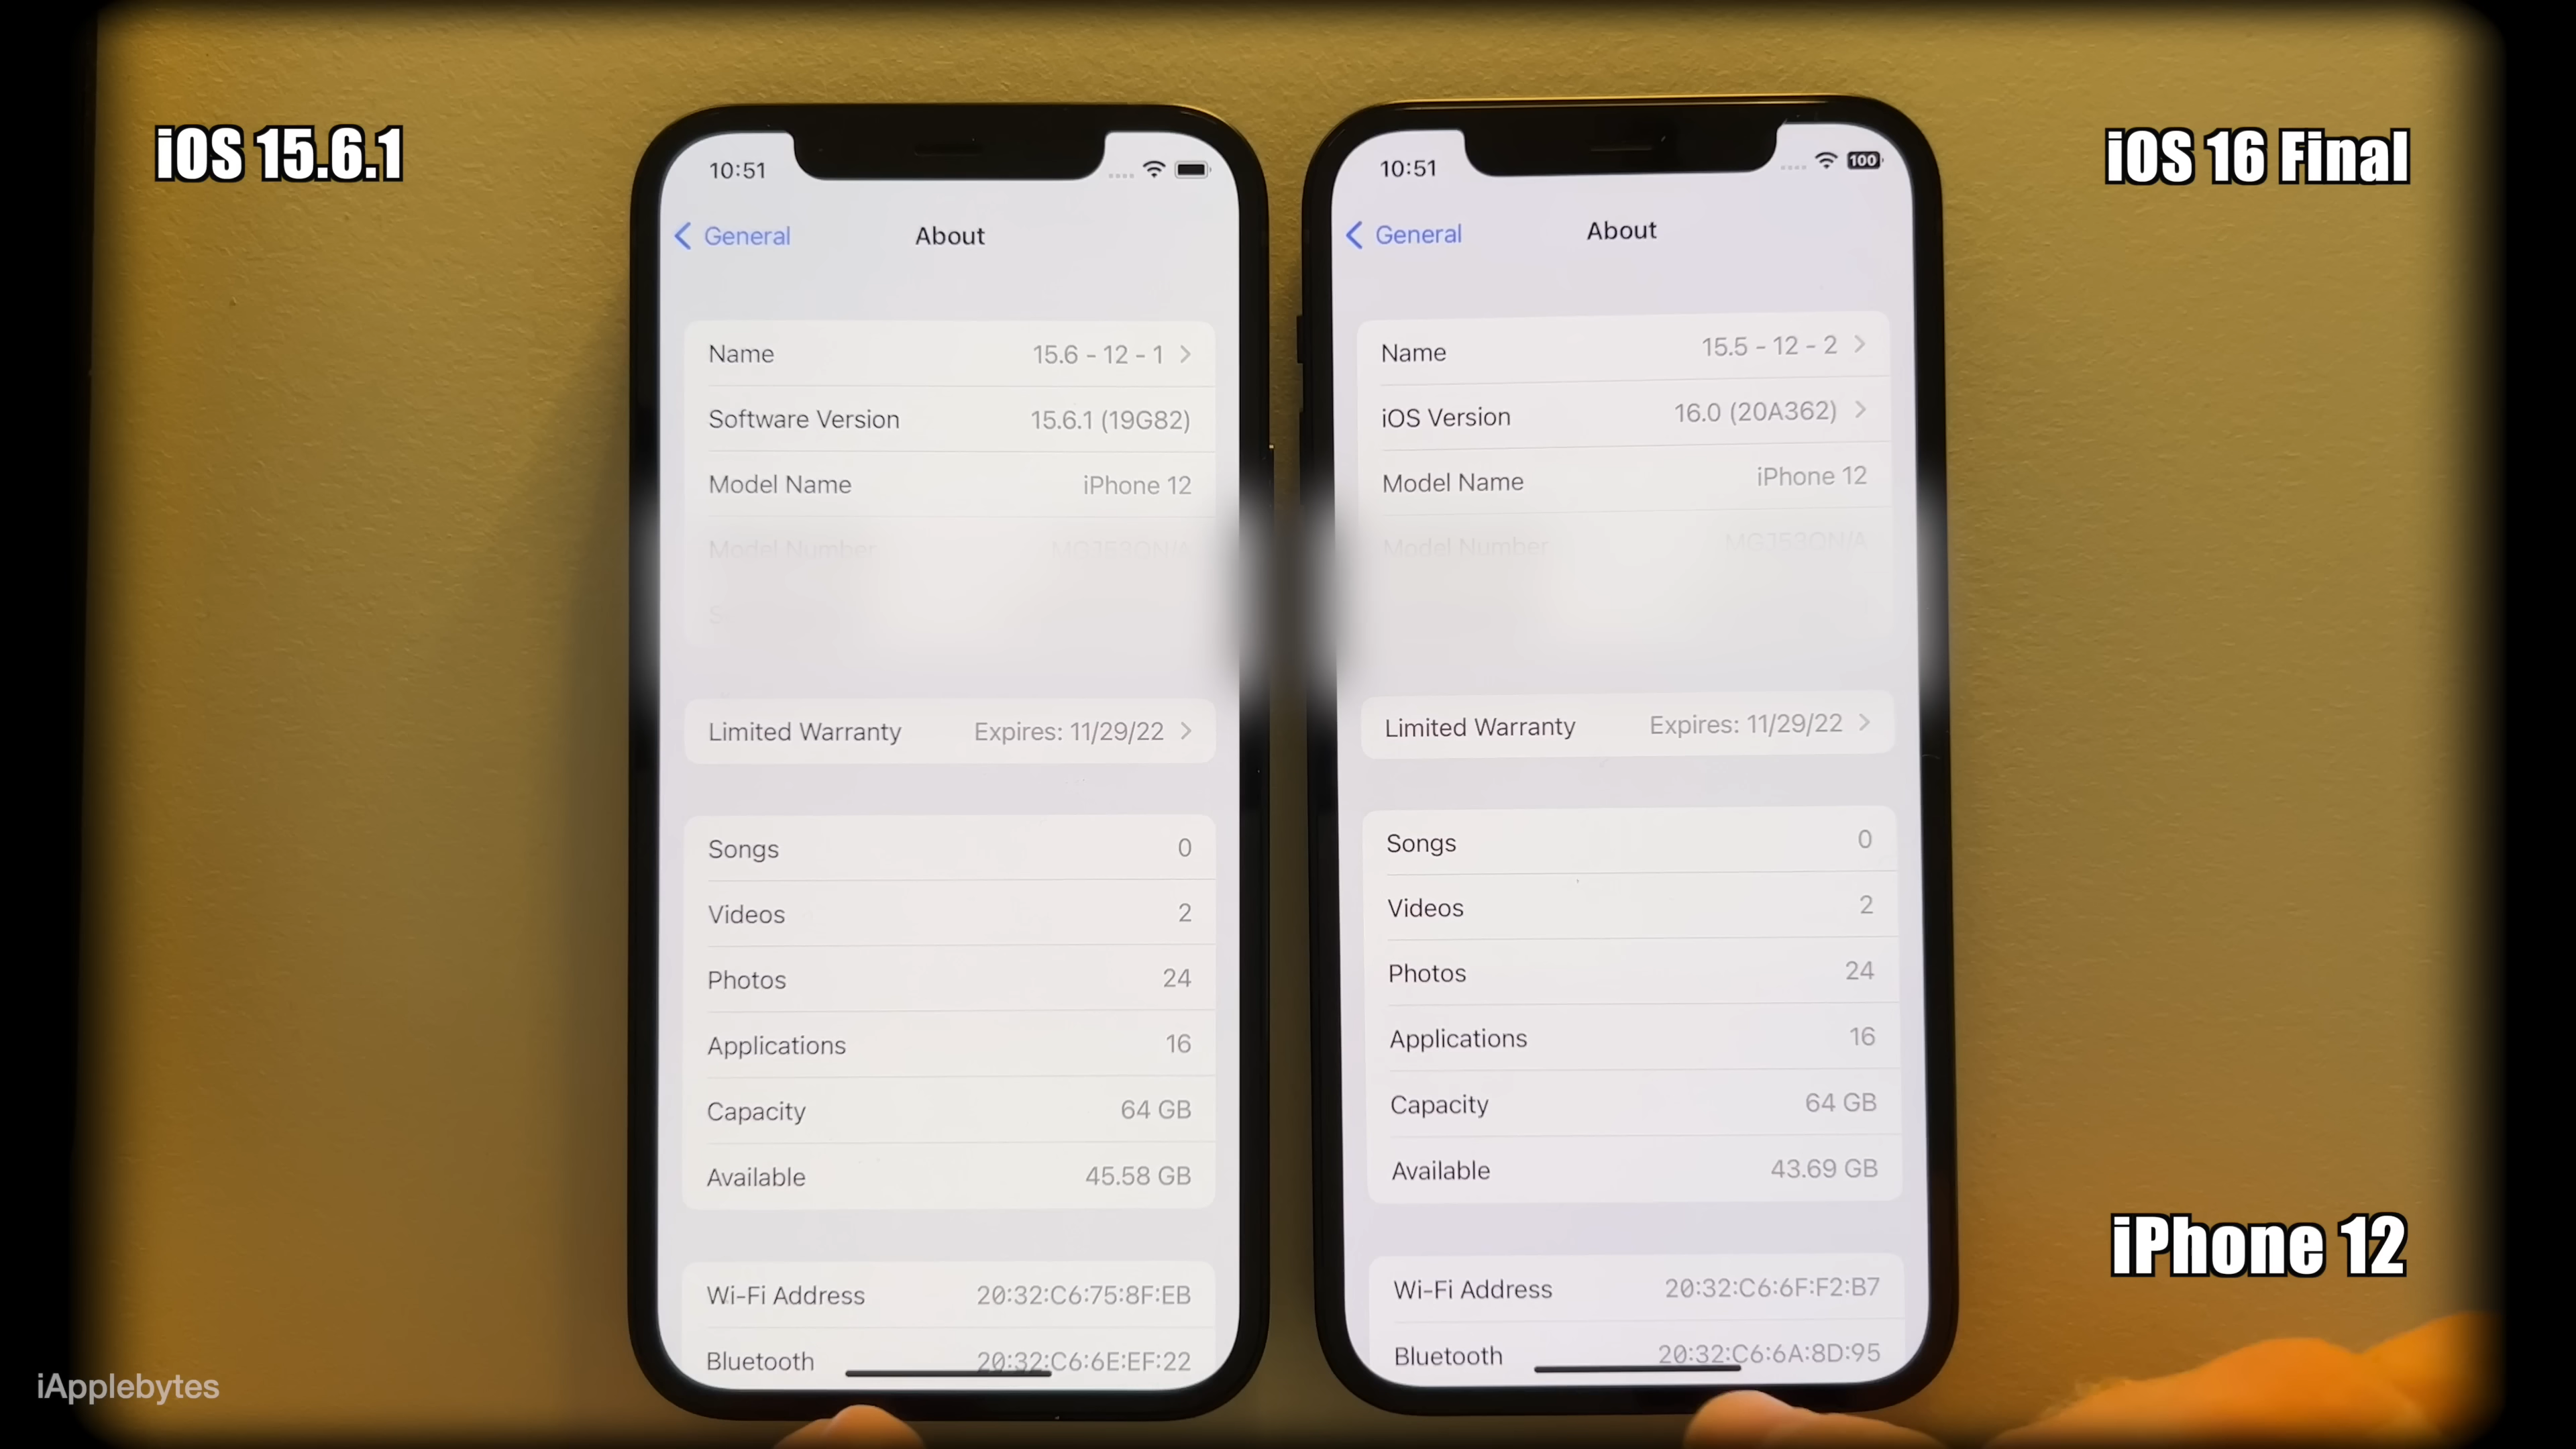 iOS 15.6.1
iOS 16 Final
10:51
General
About
Name
15.6 - 12 - 1
Software Version
15.6.1 (19G82)
Model Name
iPhone 12
Model Number
Limited Warranty
Expires: 11/29/22
Songs
0
Videos
2
Photos
24
Applications
16
Capacity
64 GB
Available
45.58 GB
Wi-Fi Address
20:32:C6:75:8F:EB
Bluetooth
20:32:C6:6E:EF:22
10:51
100
General
About
Name
15.5 - 12 - 2
iOS Version
16.0 (20A362)
Model Name
iPhone 12
Model Number
Limited Warranty
Expires: 11/29/22
Songs
0
Videos
2
Photos
24
Applications
16
Capacity
64 GB
Available
43.69 GB
Wi-Fi Address
20:32:C6:6F:F2:B7
Bluetooth
20:32:C6:6A:8D:95
iPhone 12
iApplebytes